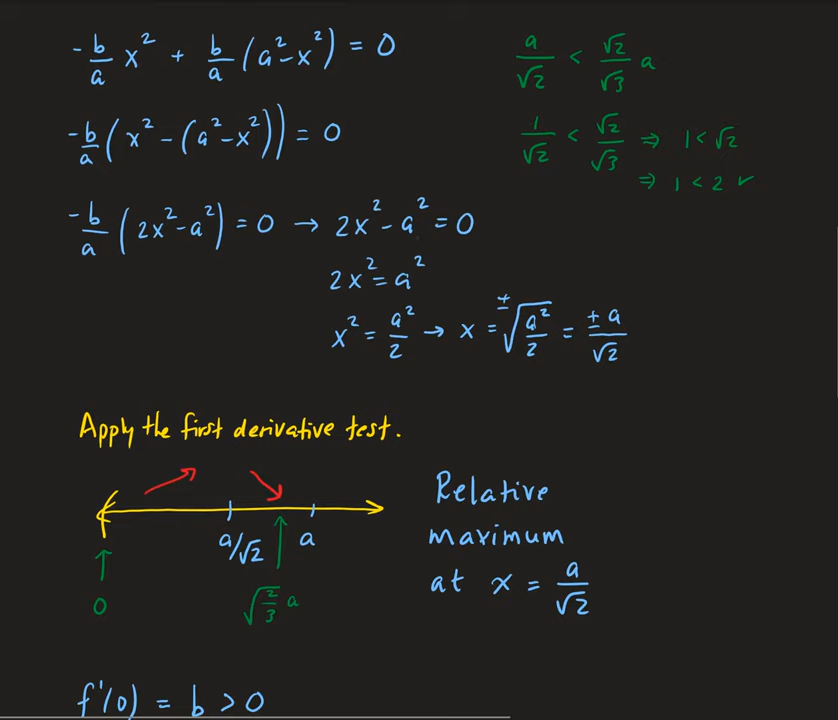 -b/a x² + b/a (a²-x²) = 0
-b/a (x² - (a²-x²)) = 0
-b/a (2x²-a²) = 0 → 2x² - a² = 0
2x² = a²
x² = a²/2 → x = ±√(a²/2) = ±a/√2
a/√2 < √2/√3 a
1/√2 < √2/√3 ⇒ 1 < √2
⇒ 1 < 2 ✓
Apply the first derivative test.
a/√2 a
0 √(2/3) a
Relative
maximum
at x = a/√2
f'(0) = b > 0